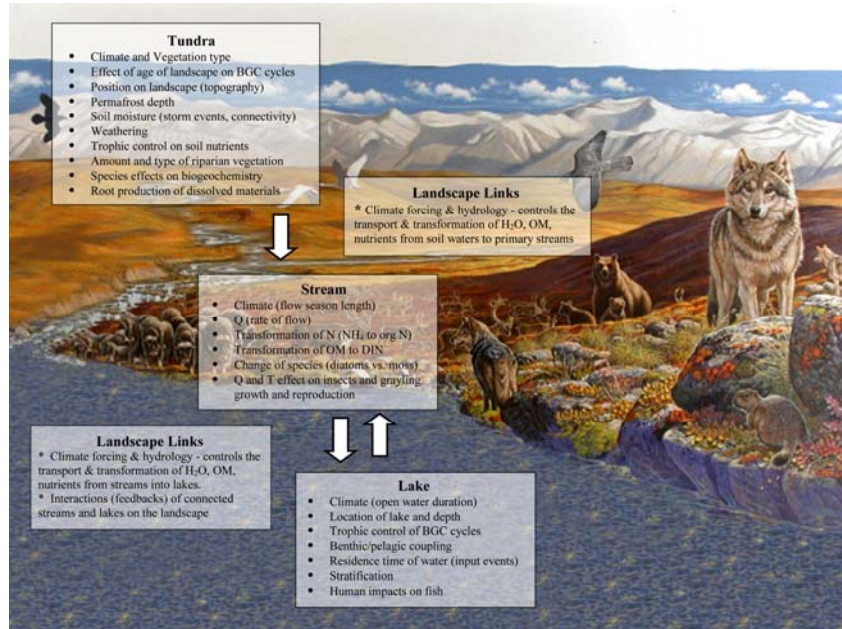 Tundra
• Climate and Vegetation type
• Effect of age of landscape on BGC cycles
• Position on landscape (topography)
• Permafrost depth
• Soil moisture (storm events, connectivity)
• Weathering
• Trophic control on soil nutrients
• Amount and type of riparian vegetation
• Species effects on biogeochemistry
• Root production of dissolved materials
Landscape Links
* Climate forcing & hydrology - controls the
transport & transformation of H₂O, OM,
nutrients from soil waters to primary streams
Stream
• Climate (flow season length)
• Q (rate of flow)
• Transformation of N (NH₄ to org N)
• Transformation of OM to DIN
• Change of species (diatoms vs. moss)
• Q and T effect on insects and grayling
growth and reproduction
Landscape Links
* Climate forcing & hydrology - controls the
transport & transformation of H₂O, OM,
nutrients from streams into lakes.
* Interactions (feedbacks) of connected
streams and lakes on the landscape
Lake
• Climate (open water duration)
• Location of lake and depth
• Trophic control of BGC cycles
• Benthic/pelagic coupling
• Residence time of water (input events)
• Stratification
• Human impacts on fish